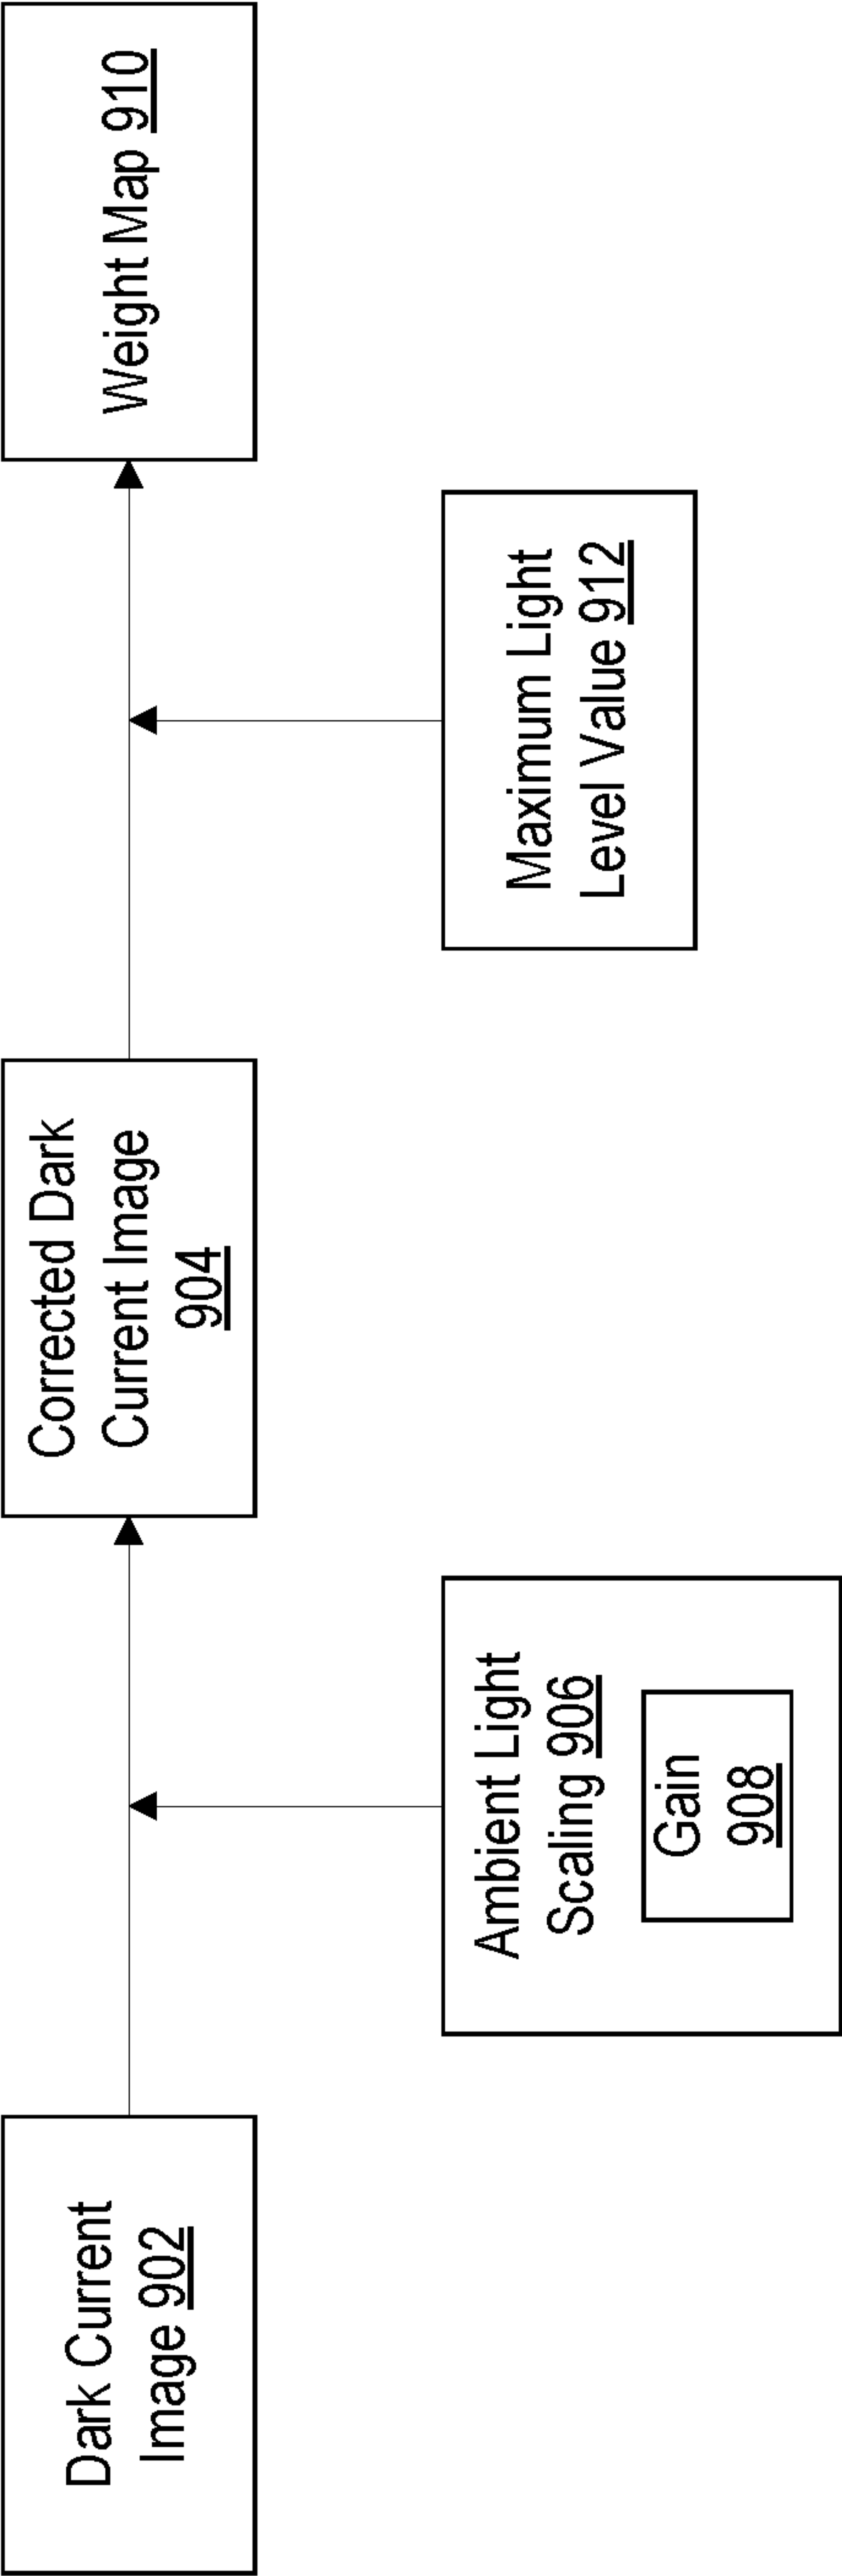 Dark Current
Image 902
Ambient Light
Scaling 906
Gain
908
Corrected Dark
Current Image
904
Maximum Light
Level Value 912
Weight Map 910